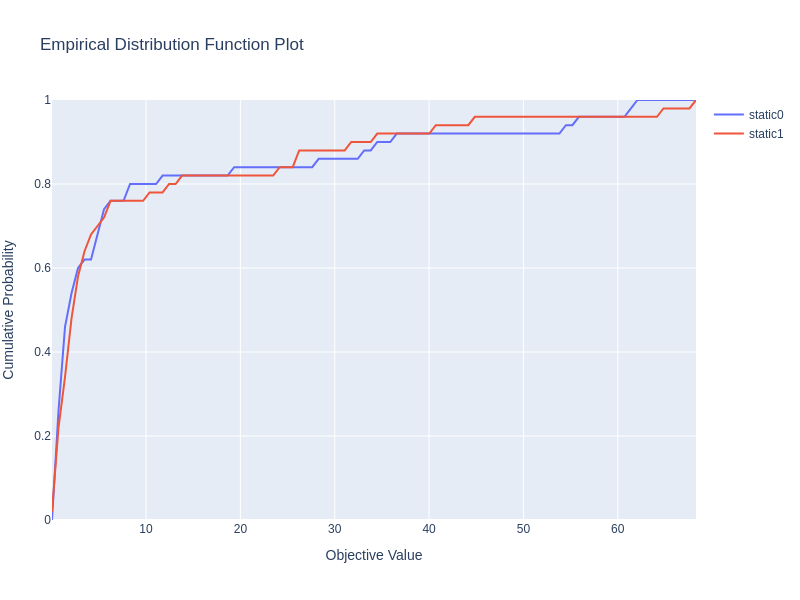 Empirical Distribution Function Plot
1
0.8
0.6
0.4
0.2
0
Cumulative Probability
10
20
30
40
50
60
Objective Value
static0
static1